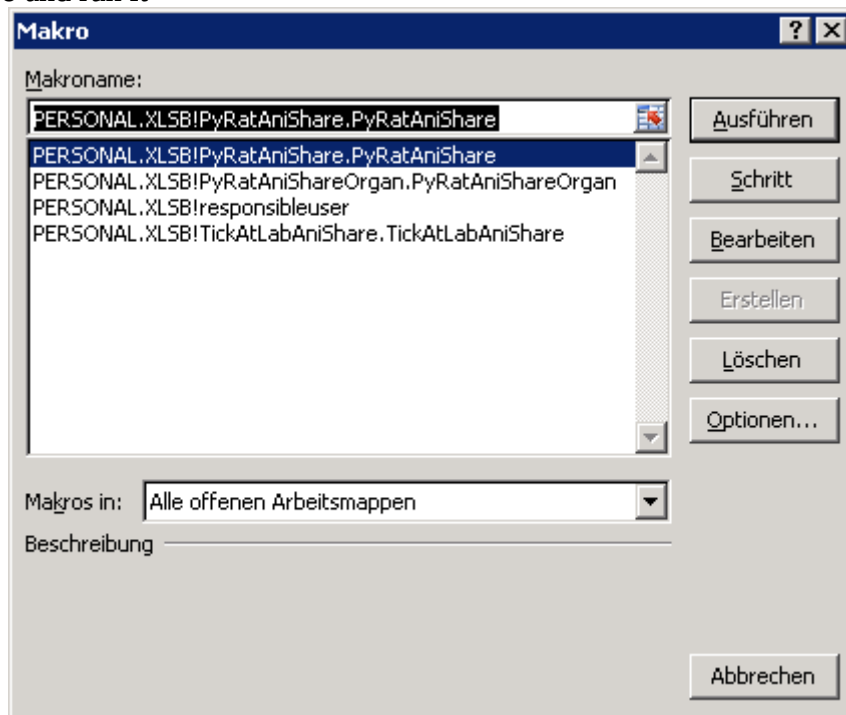 Makro
Makroname:
PERSONAL.XLSB!PyRatAniShare.PyRatAniShare
Ausführen
PERSONAL.XLSB!PyRatAniShare.PyRatAniShare
PERSONAL.XLSB!PyRatAniShareOrgan.PyRatAniShareOrgan
PERSONAL.XLSB!responsibleuser
PERSONAL.XLSB!TickAtLabAniShare.TickAtLabAniShare
Schritt
Bearbeiten
Erstellen
Löschen
Optionen...
Makros in: Alle offenen Arbeitsmappen
Beschreibung
Abbrechen